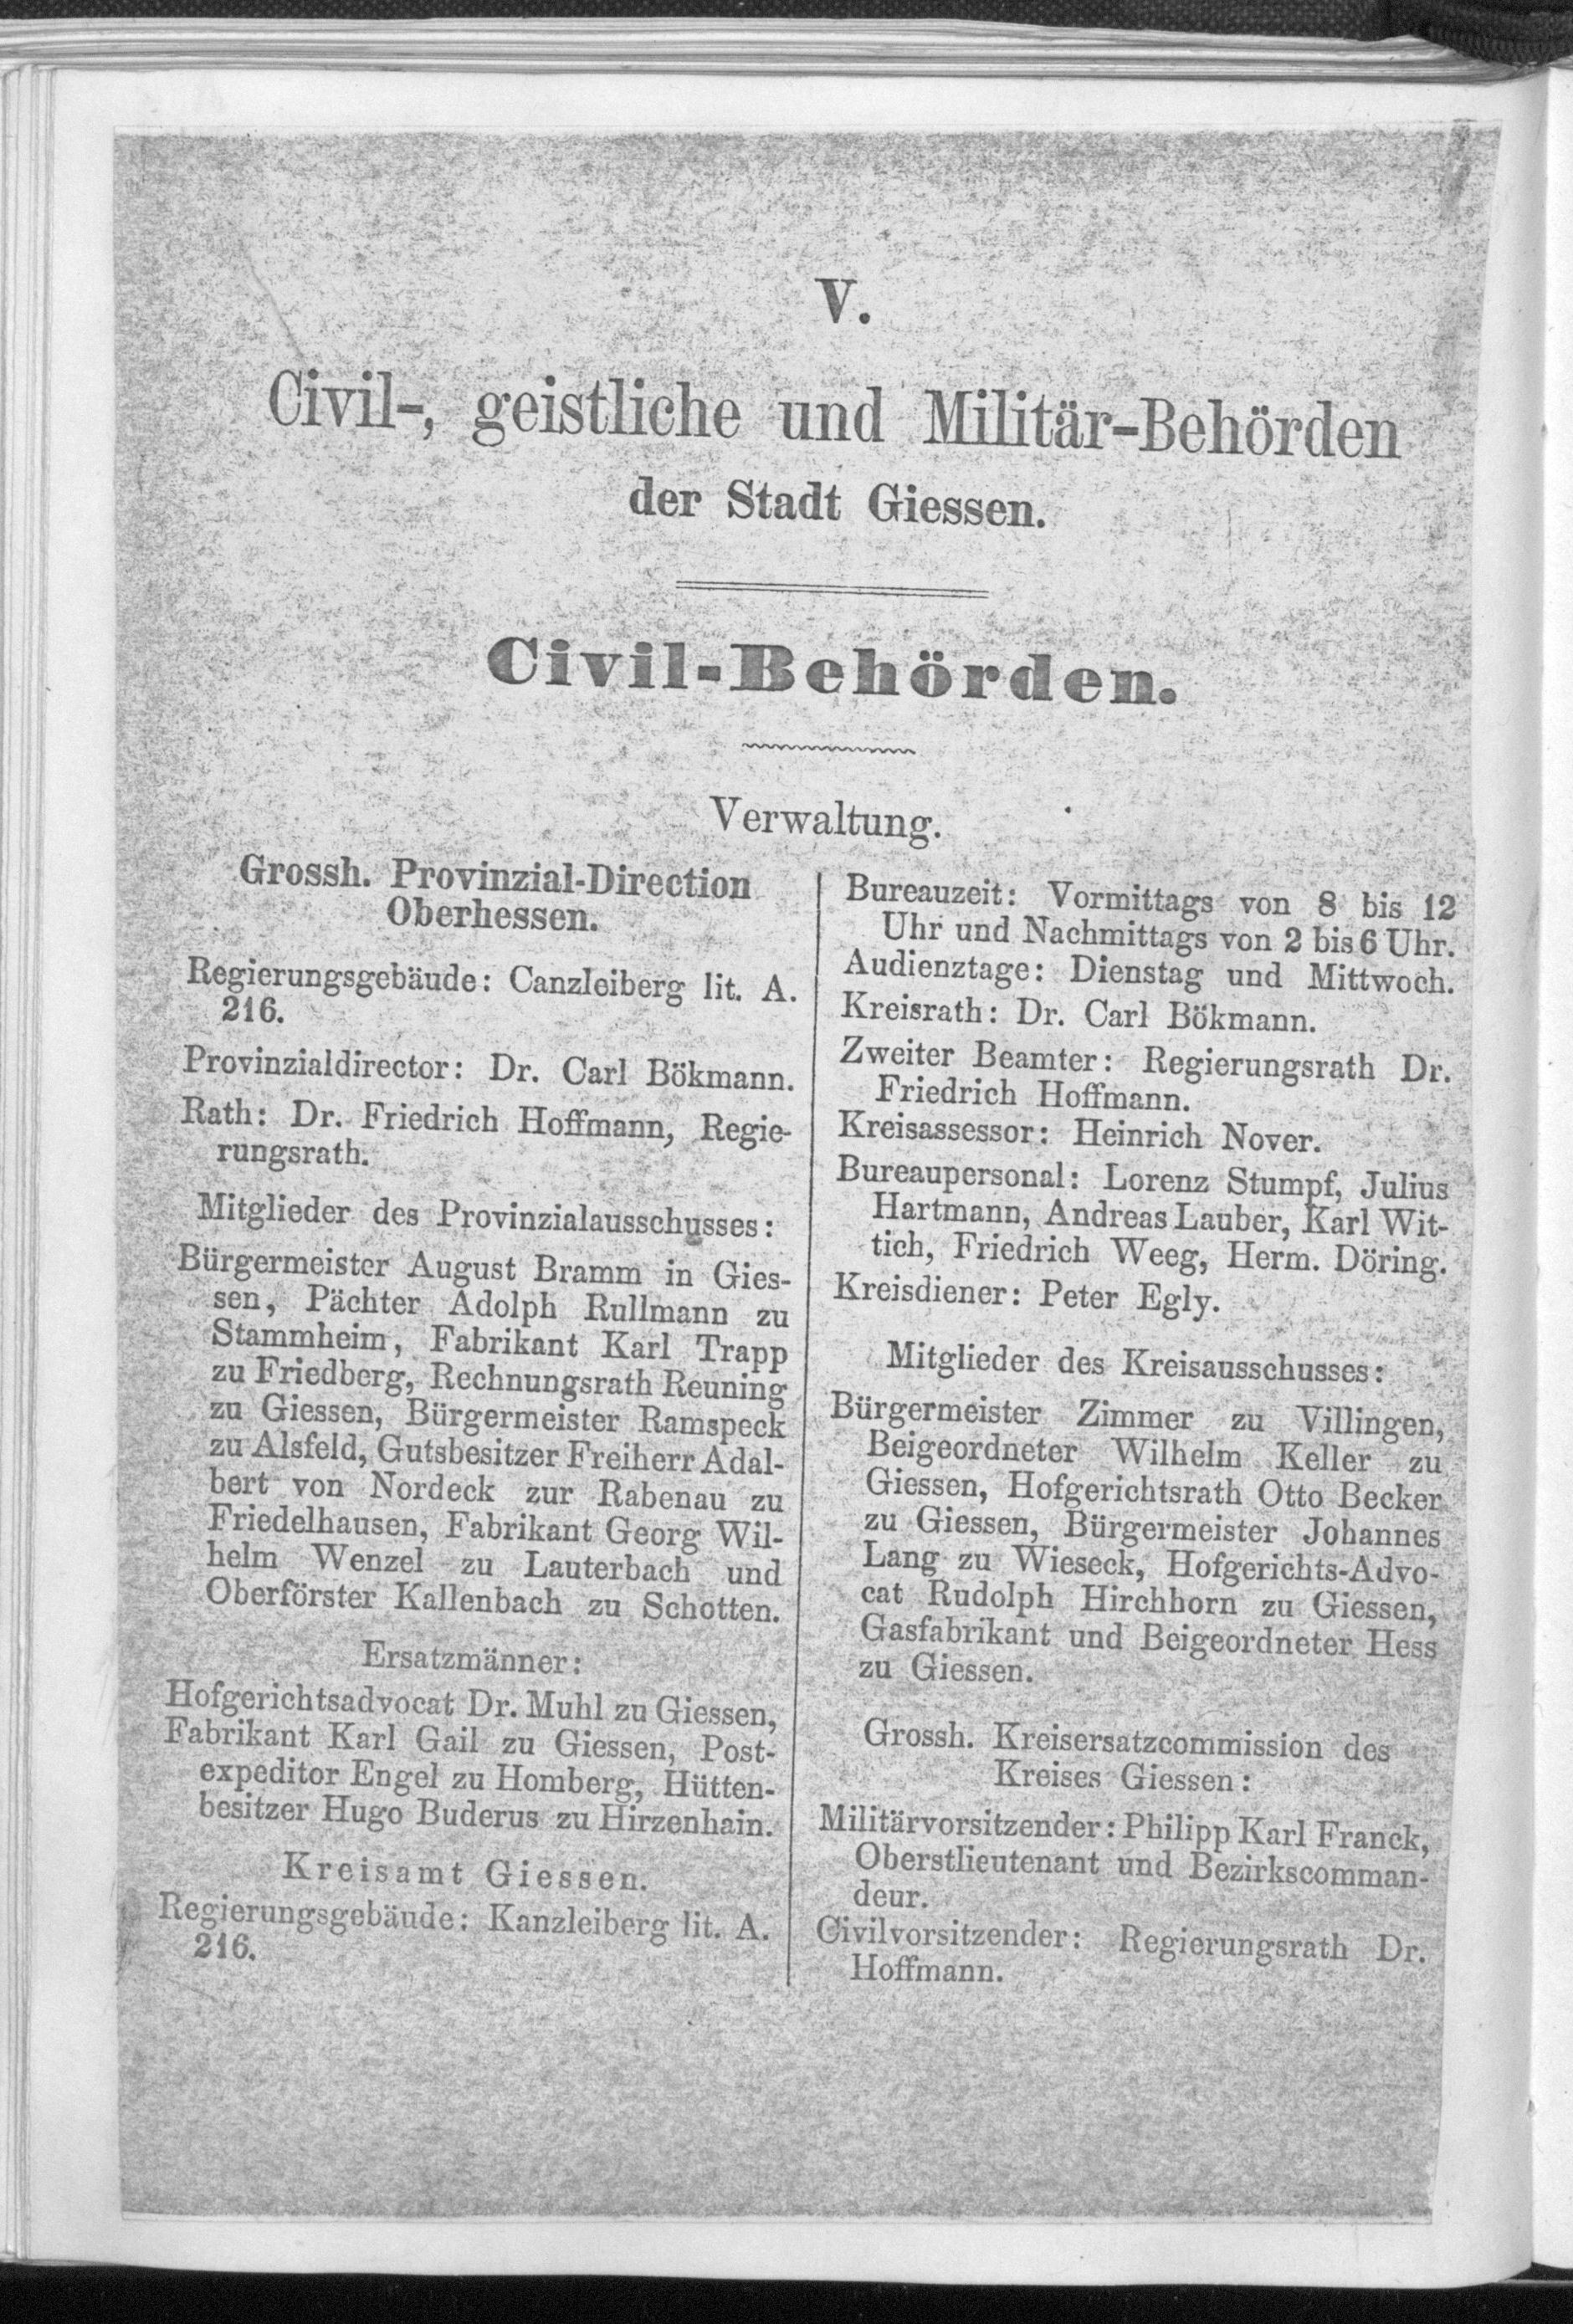 V.
Civil-, geistliche und Militär-Behörden
der Stadt Giessen.
Civil-Behörden.
Verwaltung.
Grossh. Provinzial-Direction
Oberhessen.
Regierungsgebäude: Canzleiberg lit. A.
216.
Provinzialdirector: Dr. Carl Bökmann.
Rath: Dr. Friedrich Hoffmann, Regie-
rungsrath.
Mitglieder des Provinzialausschusses:
Bürgermeister August Bramm in Gies-
sen, Pächter Adolph Rullmann zu
Stammheim, Fabrikant Karl Trapp
zu Friedberg, Rechnungsrath Reuning
zu Giessen, Bürgermeister Ramspeck
zu Alsfeld, Gutsbesitzer Freiherr Adal-
bert von Nordeck zur Rabenau zu
Friedelhausen, Fabrikant Georg Wil-
helm Wenzel zu Lauterbach und
Oberförster Kallenbach zu Schotten.
Ersatzmänner:
Hofgerichtsadvocat Dr. Muhl zu Giessen,
Fabrikant Karl Gail zu Giessen, Post-
expeditor Engel zu Homberg, Hütten-
besitzer Hugo Buderus zu Hirzenhain.
Kreisamt Giessen.
Regierungsgebäude: Kanzleiberg lit. A.
216.
Bureauzeit: Vormittags von 8 bis 12
Uhr und Nachmittags von 2 bis 6 Uhr.
Audienztage: Dienstag und Mittwoch.
Kreisrath: Dr. Carl Bökmann.
Zweiter Beamter: Regierungsrath Dr.
Friedrich Hoffmann.
Kreisassessor: Heinrich Nover.
Bureaupersonal: Lorenz Stumpf, Julius
Hartmann, Andreas Lauber, Karl Wit-
tich, Friedrich Weeg, Herm. Döring.
Kreisdiener: Peter Egly.
Mitglieder des Kreisausschusses:
Bürgermeister Zimmer zu Villingen,
Beigeordneter Wilhelm Keller zu
Giessen, Hofgerichtsrath Otto Becker
zu Giessen, Bürgermeister Johannes
Lang zu Wieseck, Hofgerichts-Advo-
cat Rudolph Hirchhorn zu Giessen,
Gasfabrikant und Beigeordneter Hess
zu Giessen.
Grossh. Kreisersatzcommission des
Kreises Giessen:
Militärvorsitzender: Philipp Karl Franck,
Oberstlieutenant und Bezirkscomman-
deur.
Civilvorsitzender: Regierungsrath Dr.
Hoffmann.